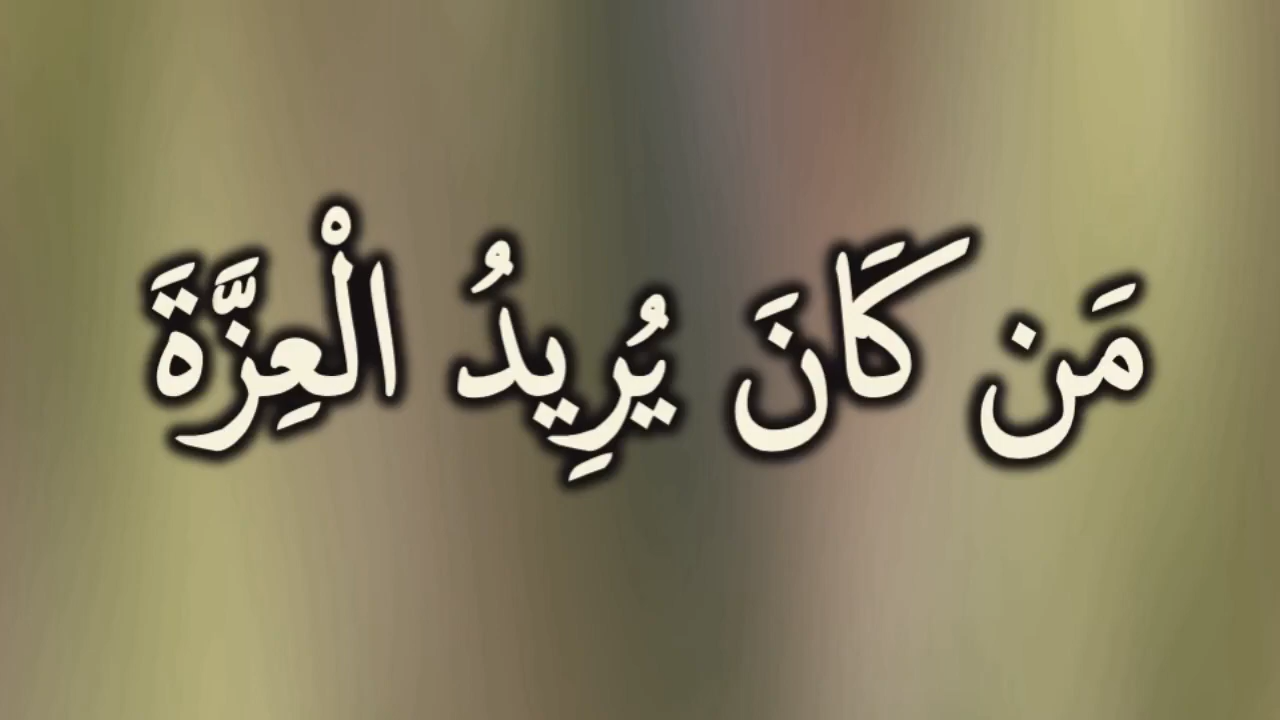 مَن كَانَ يُرِيدُ الْعِزَّةَ